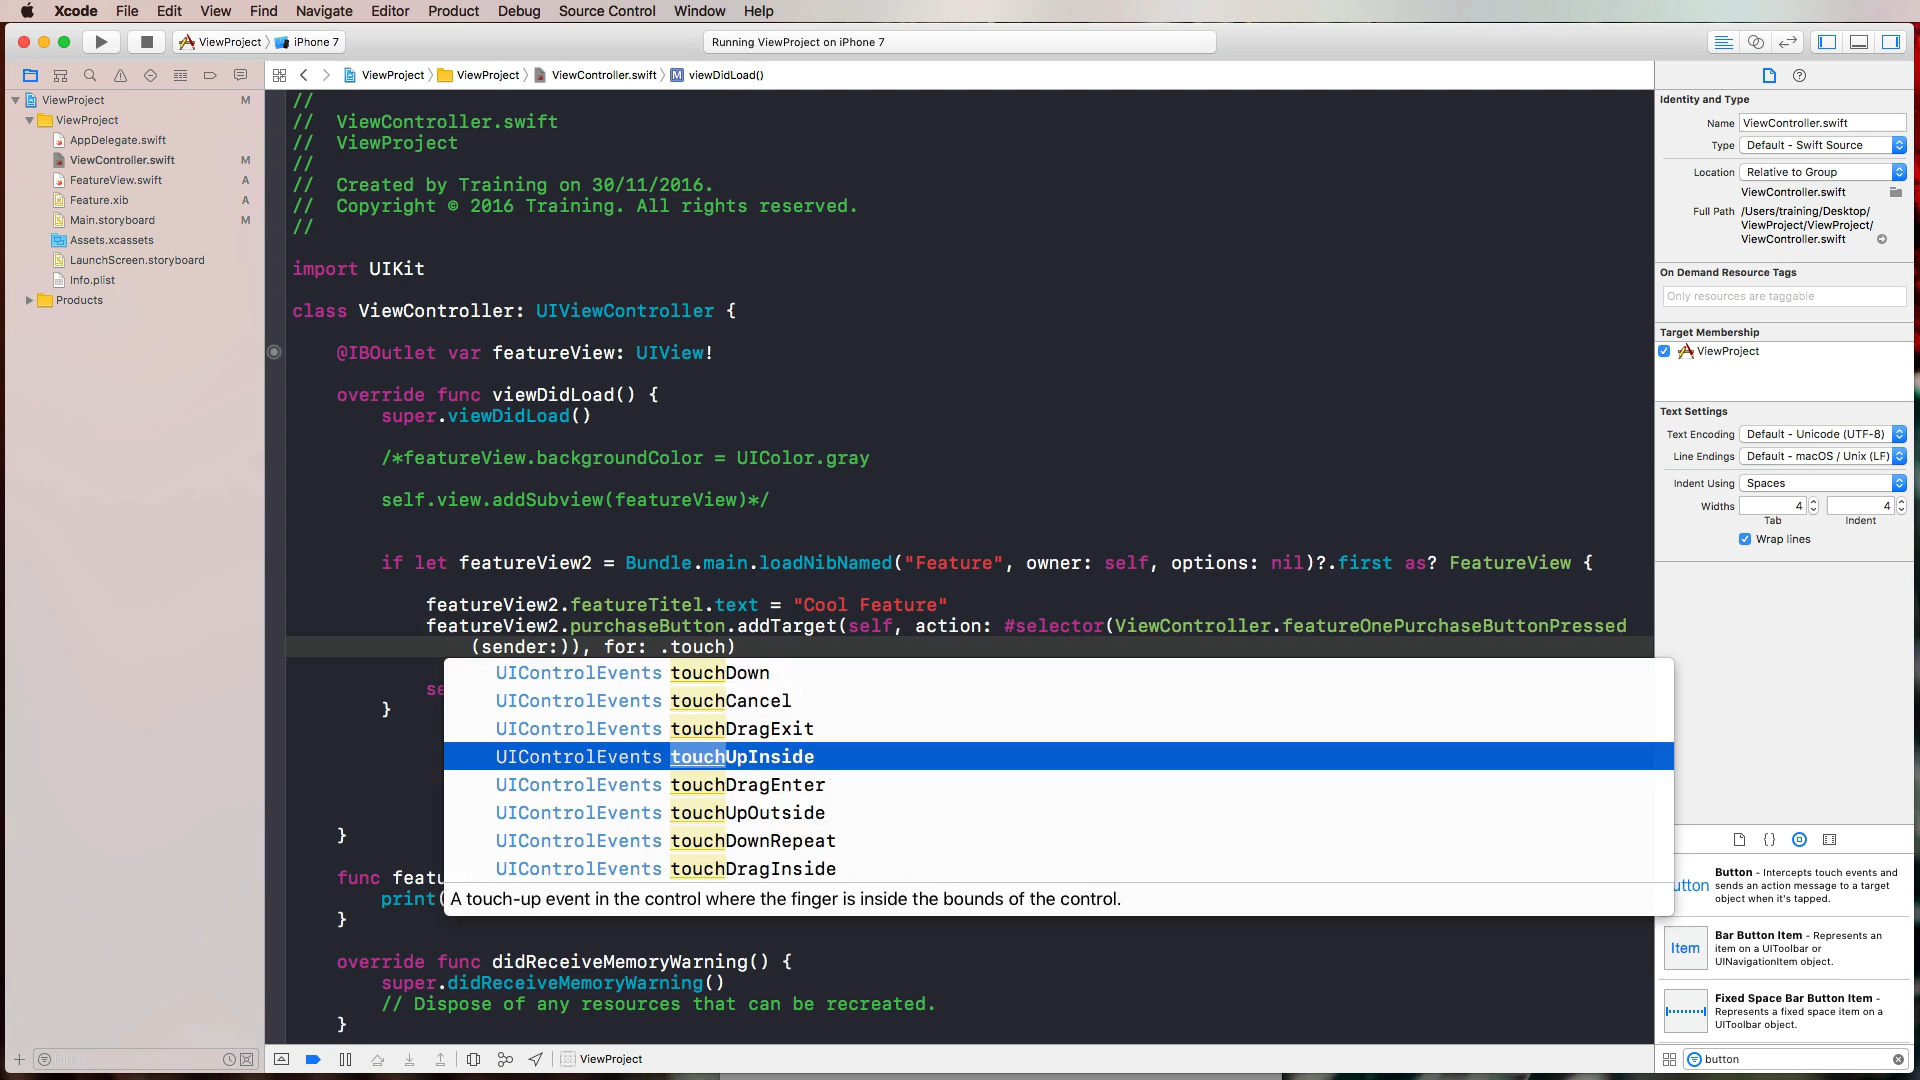 Xcode File Edit View Find Navigate Editor Product Debug Source Control Window Help
ViewProject iPhone 7
Running ViewProject on iPhone 7
ViewProject ViewProject ViewController.swift M viewDidLoad()
ViewProject M
ViewProject
AppDelegate.swift
ViewController.swift M
FeatureView.swift A
Feature.xib A
Main.storyboard M
Assets.xcassets
LaunchScreen.storyboard
Info.plist
Products
//
// ViewController.swift
// ViewProject
//
// Created by Training on 30/11/2016.
// Copyright © 2016 Training. All rights reserved.
//
import UIKit
class ViewController: UIViewController {
@IBOutlet var featureView: UIView!
override func viewDidLoad() {
super.viewDidLoad()
/*featureView.backgroundColor = UIColor.gray
self.view.addSubview(featureView)*/
if let featureView2 = Bundle.main.loadNibNamed("Feature", owner: self, options: nil)?.first as? FeatureView {
featureView2.featureTitel.text = "Cool Feature"
featureView2.purchaseButton.addTarget(self, action: #selector(ViewController.featureOnePurchaseButtonPressed
(sender:)), for: .touch)
UIControlEvents touchDown
UIControlEvents touchCancel
UIControlEvents touchDragExit
UIControlEvents touchUpInside
UIControlEvents touchDragEnter
UIControlEvents touchUpOutside
UIControlEvents touchDownRepeat
UIControlEvents touchDragInside
A touch-up event in the control where the finger is inside the bounds of the control.
se
}
}
func featu
print(
}
override func didReceiveMemoryWarning() {
super.didReceiveMemoryWarning()
// Dispose of any resources that can be recreated.
}
ViewProject
Identity and Type
Name ViewController.swift
Type Default - Swift Source
Location Relative to Group
ViewController.swift
Full Path /Users/training/Desktop/
ViewProject/ViewProject/
ViewController.swift
On Demand Resource Tags
Only resources are taggable
Target Membership
ViewProject
Text Settings
Text Encoding Default - Unicode (UTF-8)
Line Endings Default - macOS / Unix (LF)
Indent Using Spaces
Widths 4 4
Tab Indent
Wrap lines
{}
utton
Button - Intercepts touch events and
sends an action message to a target
object when it's tapped.
Item
Bar Button Item - Represents an
item on a UIToolbar or
UINavigationItem object.
Fixed Space Bar Button Item -
Represents a fixed space item on a
UIToolbar object.
button